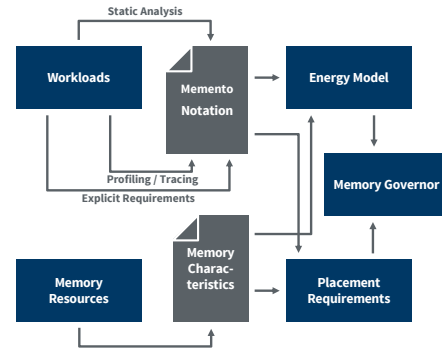 Static Analysis
Workloads
Memento
Notation
Energy Model
Profiling / Tracing
Explicit Requirements
Memory Governor
Memory
Charac-
teristics
Memory
Resources
Placement
Requirements